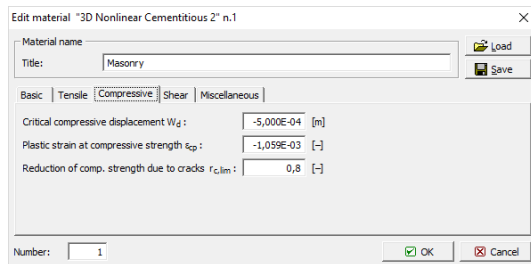 Edit material "3D Nonlinear Cementitious 2" n.1
Material name
Title: Masonry
Load
Save
Basic Tensile Compressive Shear Miscellaneous
Critical compressive displacement Wd : -5,000E-04 [m]
Plastic strain at compressive strength εcp : -1,059E-03 [-]
Reduction of comp. strength due to cracks rc,lim : 0,8 [-]
Number: 1
OK
Cancel